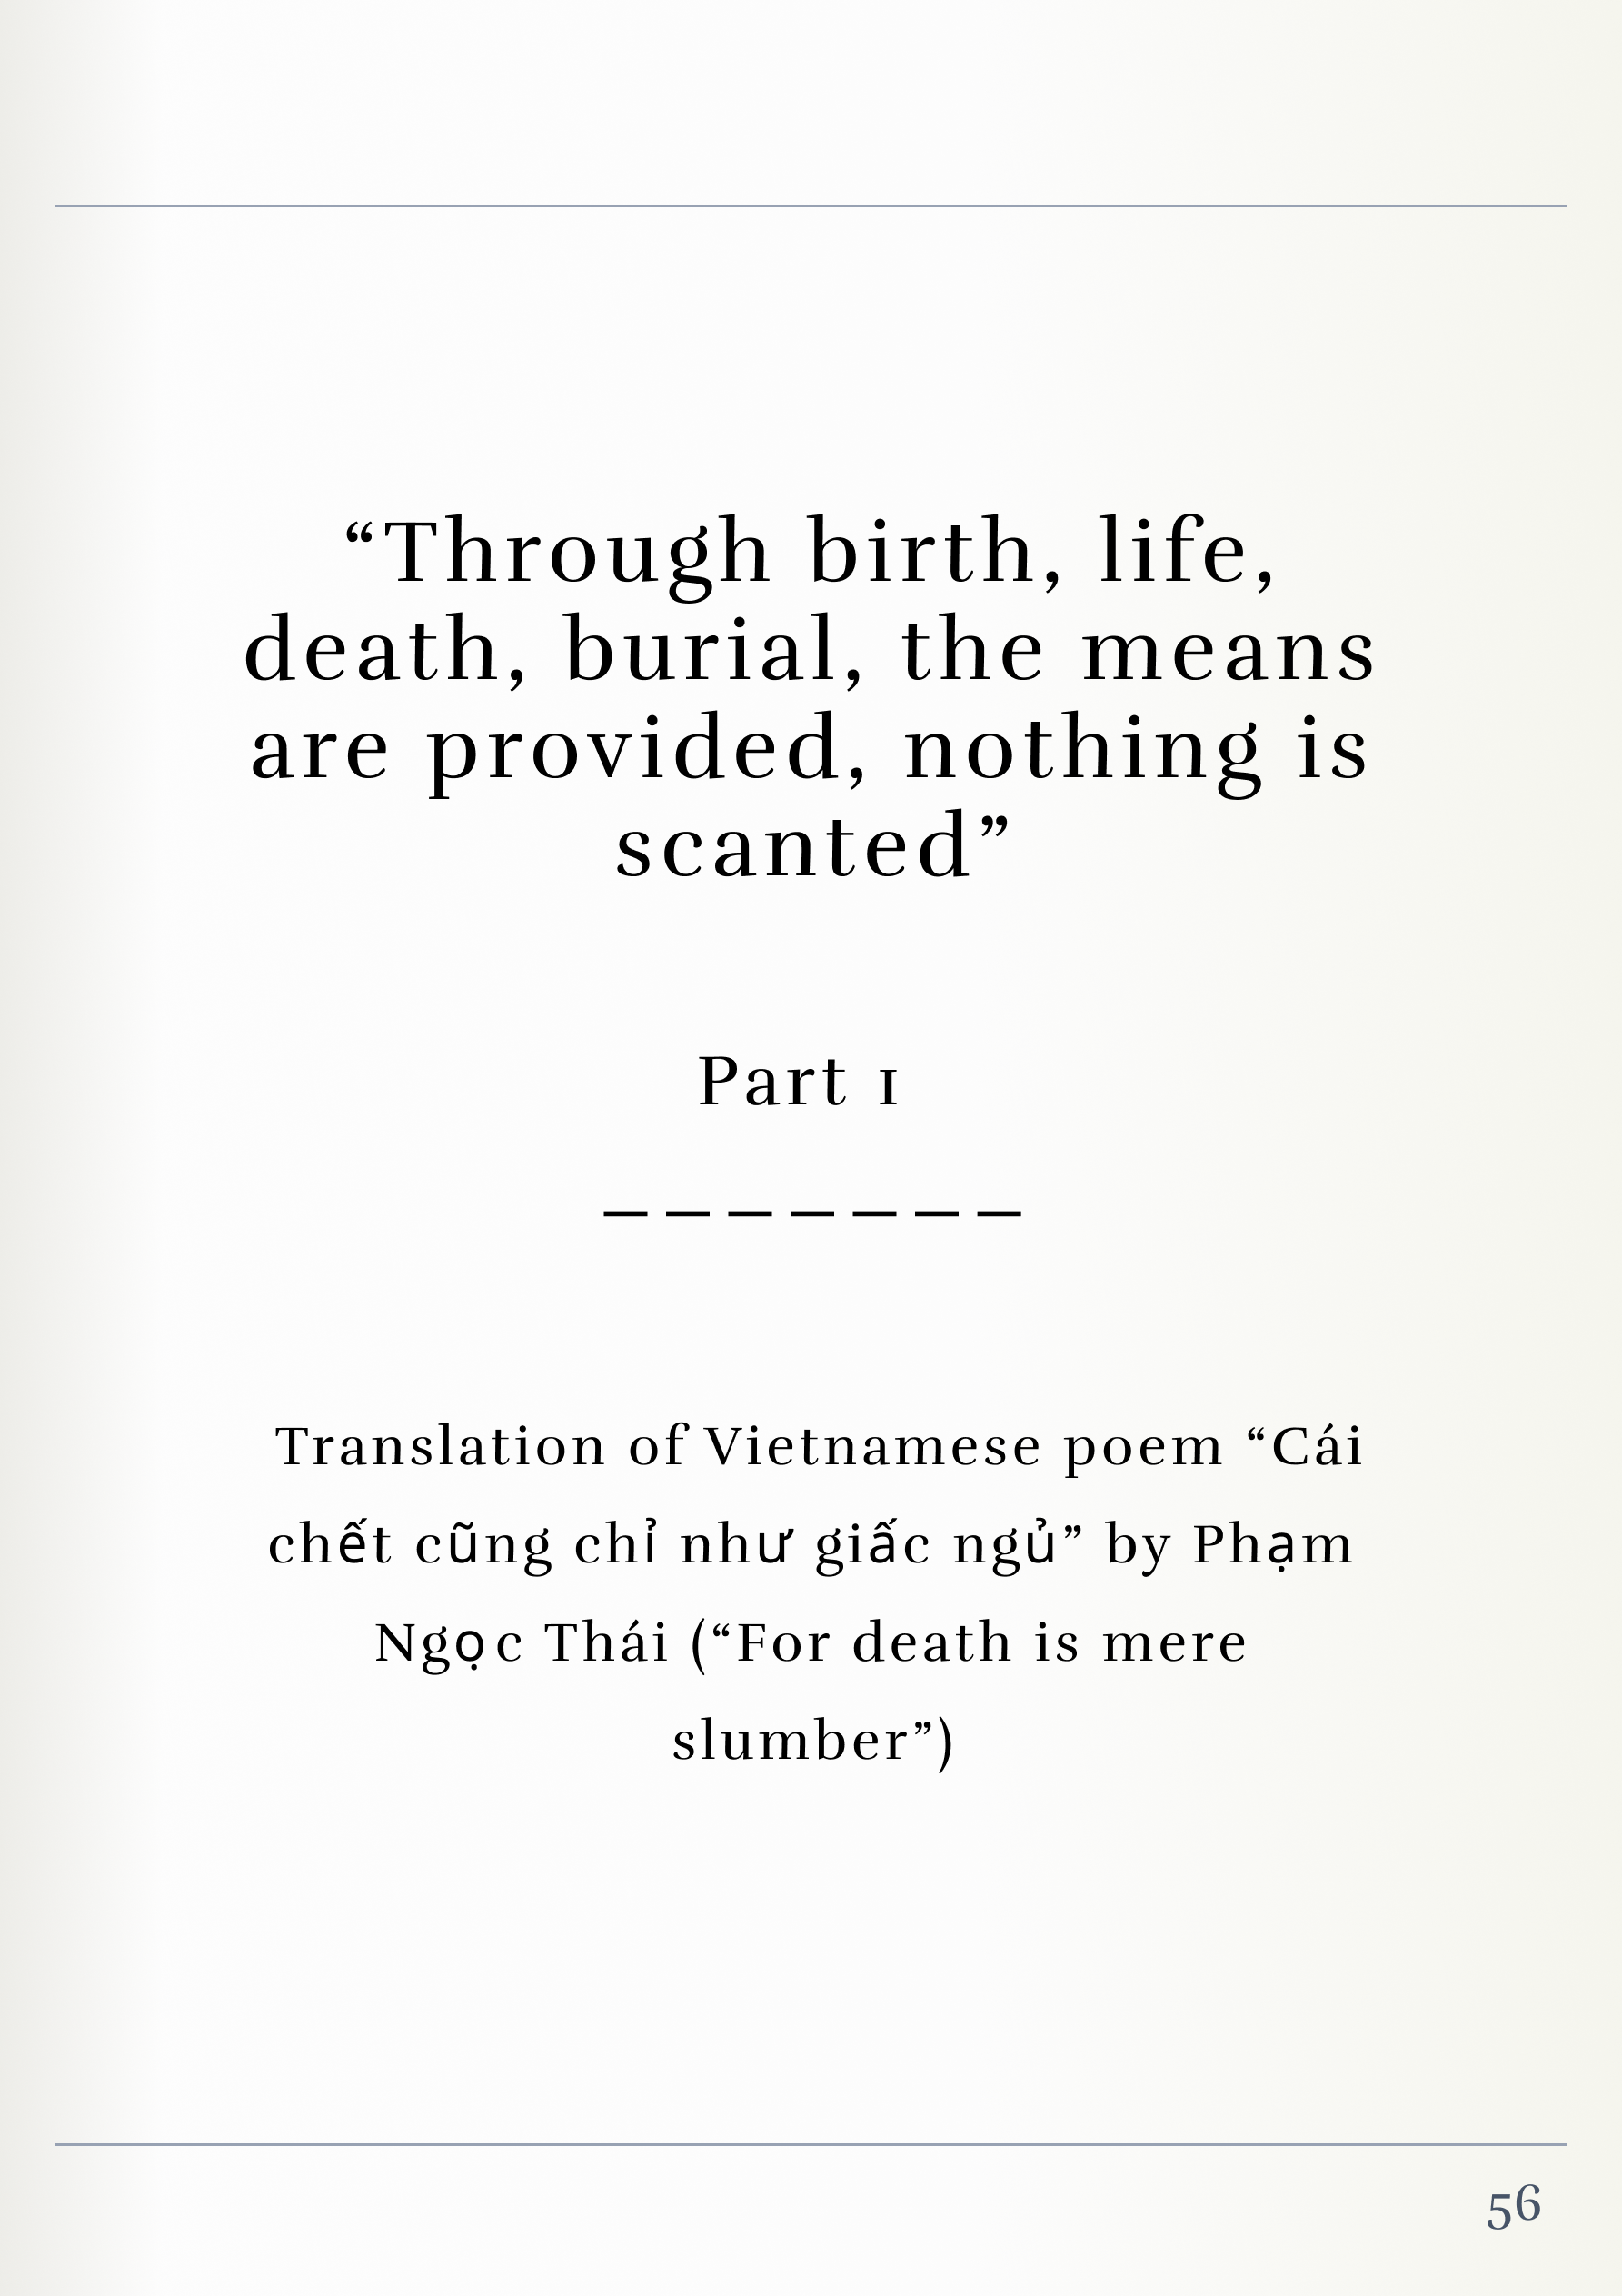 “Through birth, life,
death, burial, the means
are provided, nothing is
scanted”
Part 1
— — — — — — —
Translation of Vietnamese poem “Cái
chết cũng chỉ như giấc ngủ” by Phạm
Ngọc Thái (“For death is mere
slumber”)
56